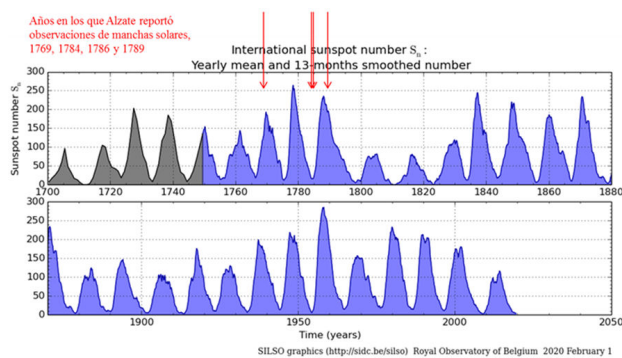 Años en los que Alzate reportó
observaciones de manchas solares,
1769, 1784, 1786 y 1789
International sunspot number Sn :
Yearly mean and 13-months smoothed number
Sunspot number Sn
300
250
200
150
100
50
0
1700 1720 1740 1760 1780 1800 1820 1840 1860 1880
300
250
200
150
100
50
0
1900 1950 2000 2050
Time (years)
SILSO graphics (http://sidc.be/silso) Royal Observatory of Belgium 2020 February 1